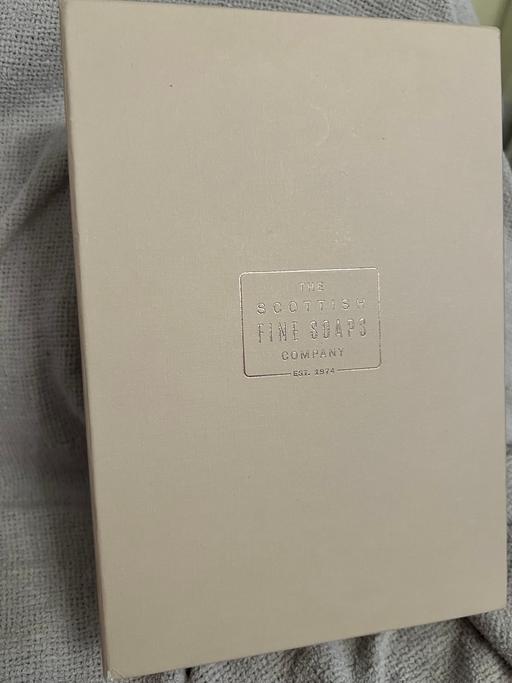 THE
SCOTTISH
FINE SOAPS
COMPANY
EST. 1974